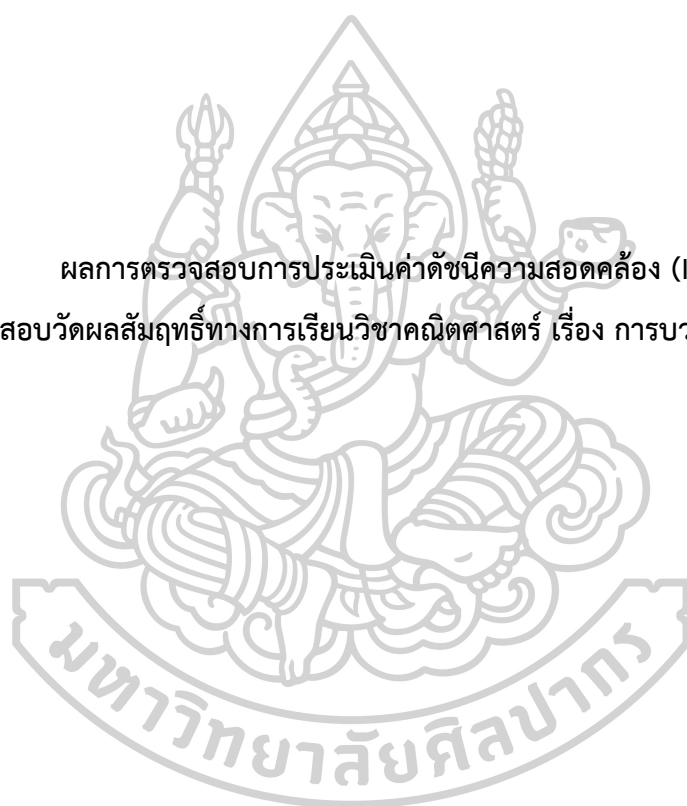 ผลการตรวจสอบการประเมินค่าดัชนีความสอดคล้อง (I
สอบวัดผลสัมฤทธิ์ทางการเรียนวิชาคณิตศาสตร์ เรื่อง การบว
มหาวิทยาลัยศิลปากร